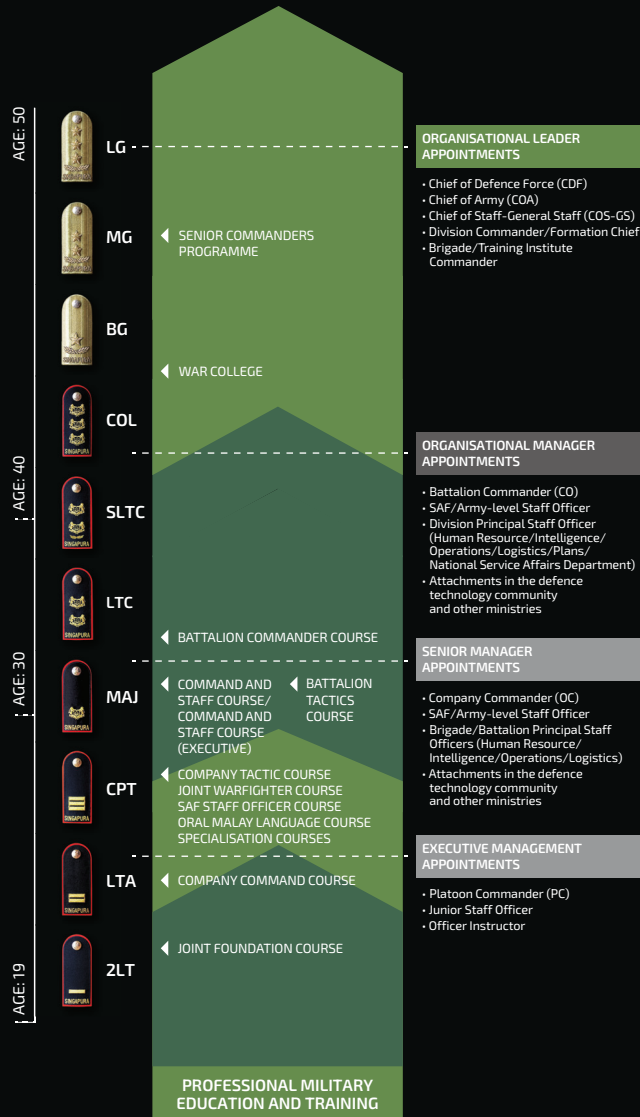 AGE: 50
LG
MG
BG
COL
AGE: 40
SLTC
LTC
AGE: 30
MAJ
CPT
LTA
2LT
AGE: 19
SINGAPURA
SINGAPURA
SINGAPURA
SINGAPURA
SINGAPURA
SINGAPURA
SINGAPURA
SENIOR COMMANDERS
PROGRAMME
WAR COLLEGE
BATTALION COMMANDER COURSE
COMMAND AND
STAFF COURSE/
COMMAND AND
STAFF COURSE
(EXECUTIVE)
BATTALION
TACTICS
COURSE
COMPANY TACTIC COURSE
JOINT WARFIGHTER COURSE
SAF STAFF OFFICER COURSE
ORAL MALAY LANGUAGE COURSE
SPECIALISATION COURSES
COMPANY COMMAND COURSE
JOINT FOUNDATION COURSE
PROFESSIONAL MILITARY
EDUCATION AND TRAINING
ORGANISATIONAL LEADER
APPOINTMENTS
• Chief of Defence Force (CDF)
• Chief of Army (COA)
• Chief of Staff-General Staff (COS-GS)
• Division Commander/Formation Chief
• Brigade/Training Institute
Commander
ORGANISATIONAL MANAGER
APPOINTMENTS
• Battalion Commander (CO)
• SAF/Army-level Staff Officer
• Division Principal Staff Officer
(Human Resource/Intelligence/
Operations/Logistics/Plans/
National Service Affairs Department)
• Attachments in the defence
technology community
and other ministries
SENIOR MANAGER
APPOINTMENTS
• Company Commander (OC)
• SAF/Army-level Staff Officer
• Brigade/Battalion Principal Staff
Officers (Human Resource/
Intelligence/Operations/Logistics)
• Attachments in the defence
technology community
and other ministries
EXECUTIVE MANAGEMENT
APPOINTMENTS
• Platoon Commander (PC)
• Junior Staff Officer
• Officer Instructor